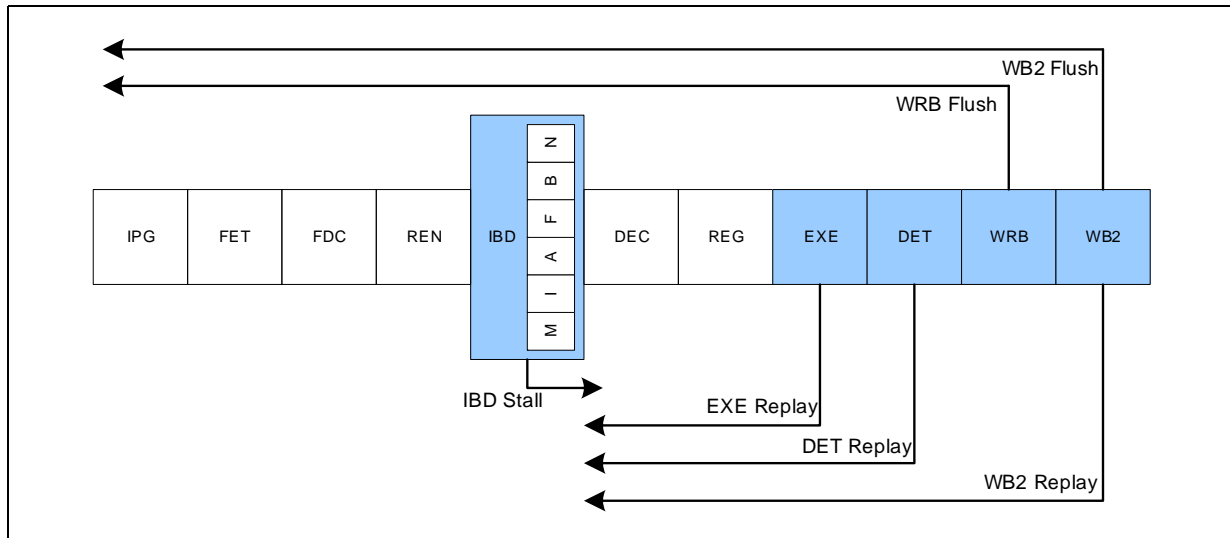 WB2 Flush
WRB Flush
IPG
FET
FDC
REN
IBD
N
B
F
A
I
M
DEC
REG
EXE
DET
WRB
WB2
IBD Stall
EXE Replay
DET Replay
WB2 Replay